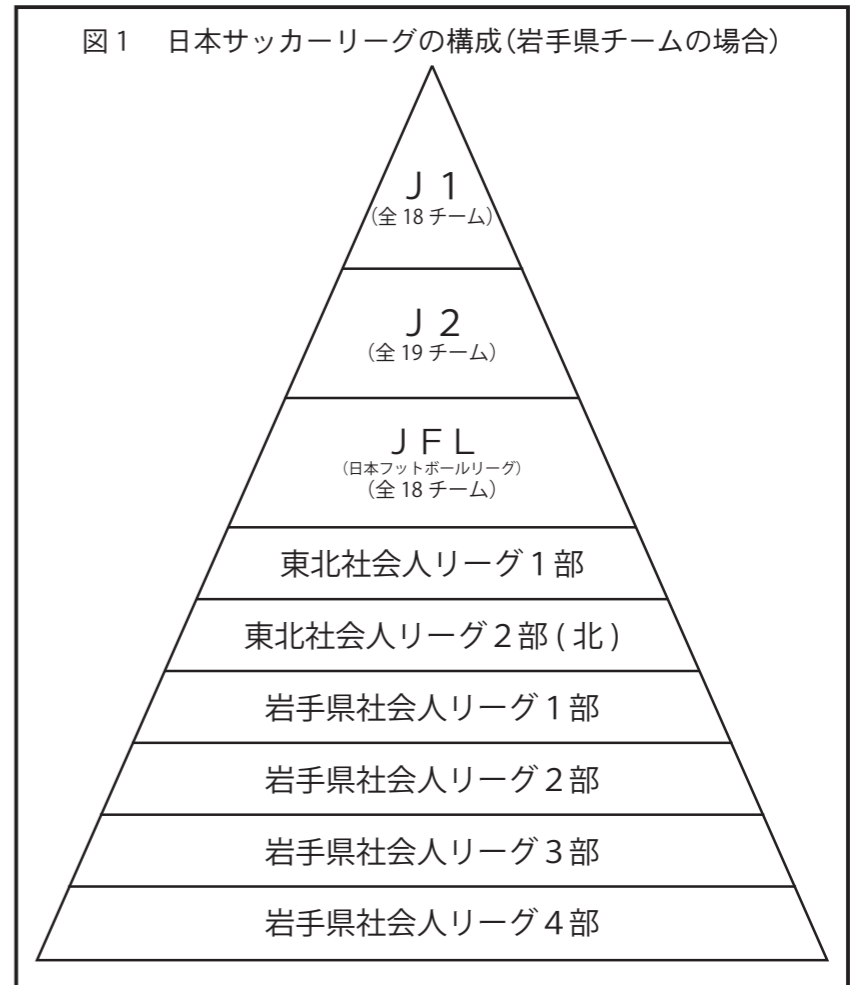 図1 日本サッカーリーグの構成(岩手県チームの場合)
J1
(全18チーム)
J2
(全19チーム)
JFL
(日本フットボールリーグ)
(全18チーム)
東北社会人リーグ1部
東北社会人リーグ2部(北)
岩手県社会人リーグ1部
岩手県社会人リーグ2部
岩手県社会人リーグ3部
岩手県社会人リーグ4部